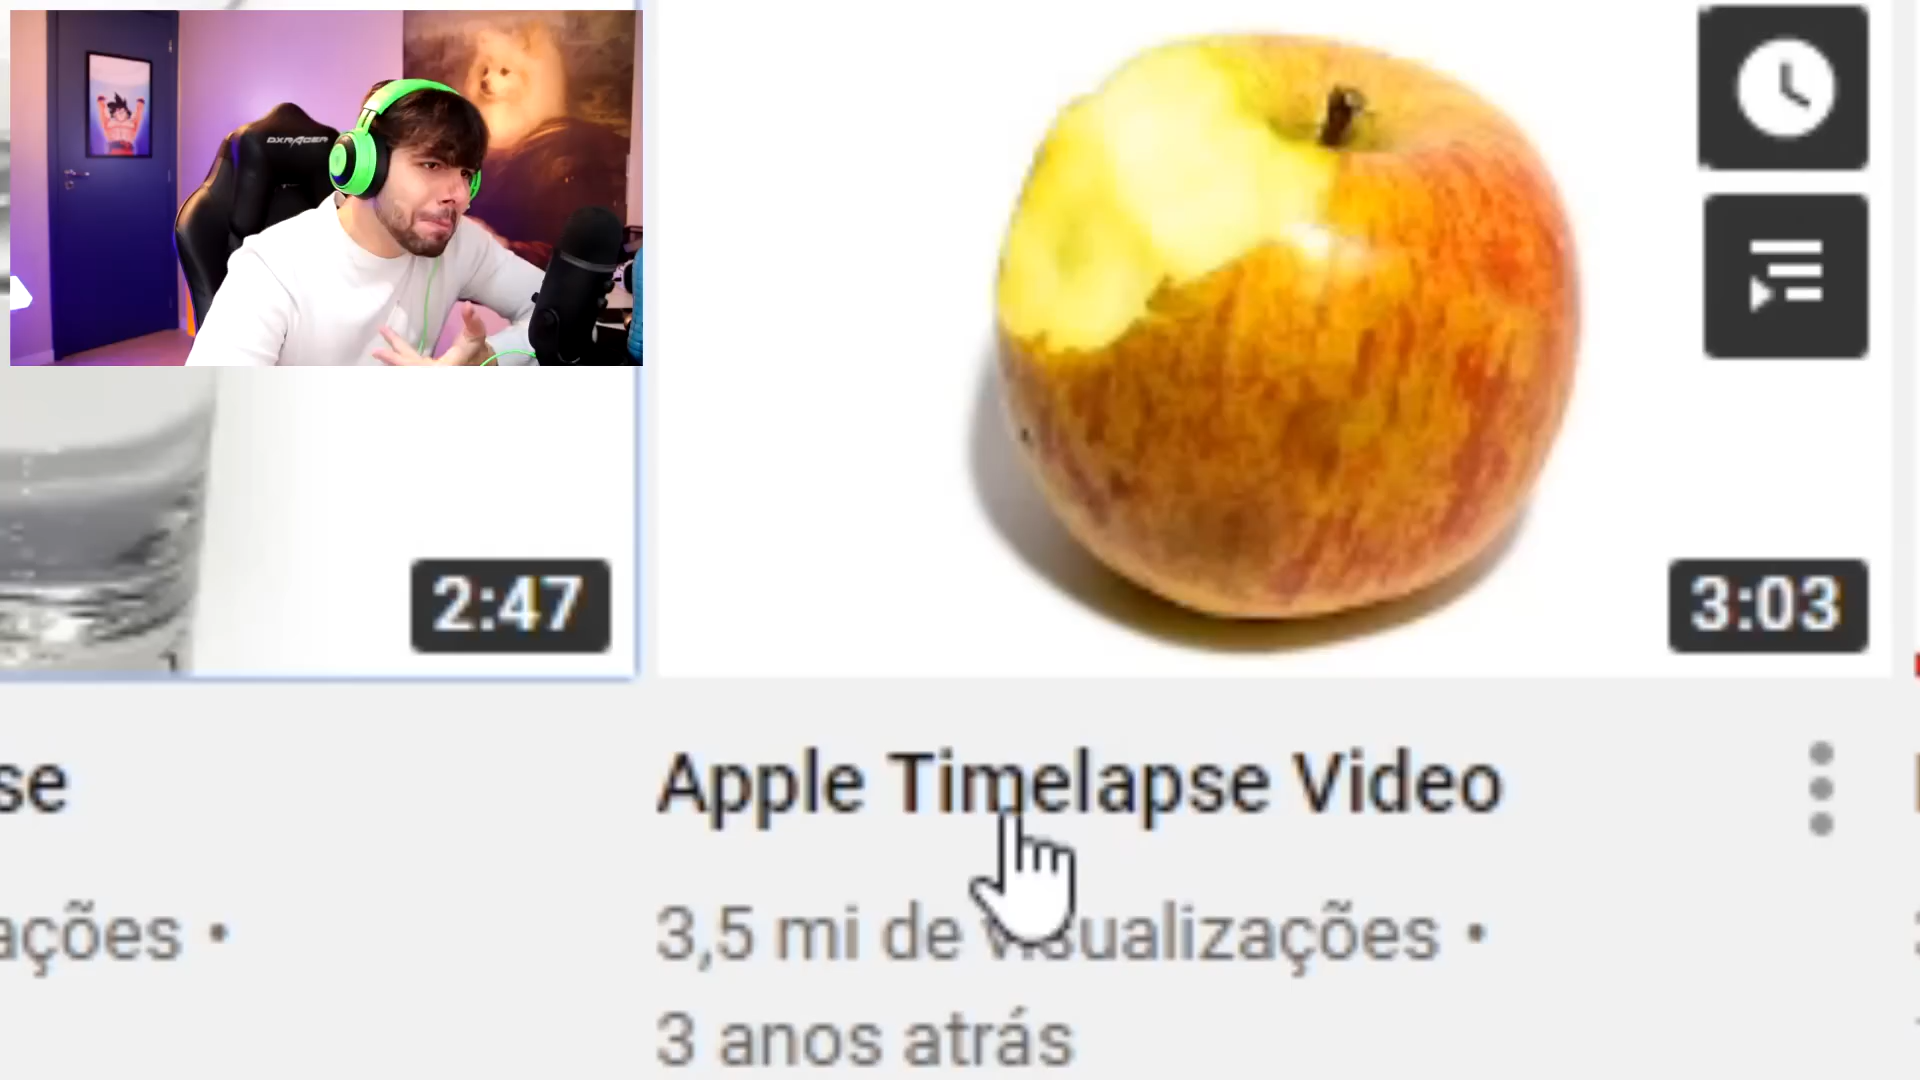 DXRACER
2:47
3:03
se
Apple Timelapse Video
ações •
3,5 mi de visualizações •
3 anos atrás